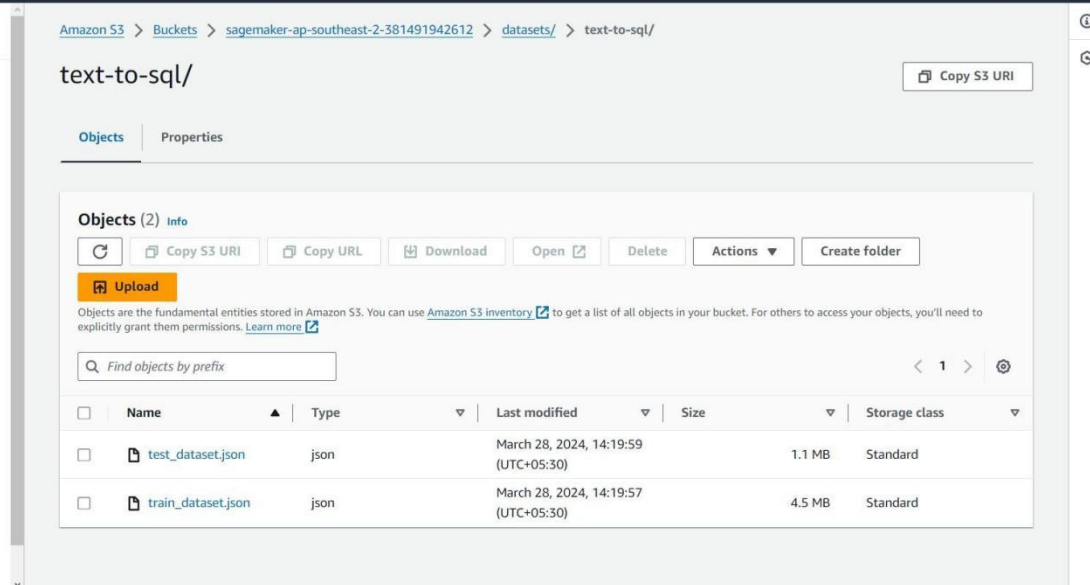 Amazon S3 > Buckets > sagemaker-ap-southeast-2-381491942612 > datasets/ > text-to-sql/
text-to-sql/
Copy S3 URI
Objects Properties
Objects (2) Info
Copy S3 URI Copy URL Download Open Delete Actions Create folder
Upload
Objects are the fundamental entities stored in Amazon S3. You can use Amazon S3 inventory to get a list of all objects in your bucket. For others to access your objects, you'll need to
explicitly grant them permissions. Learn more
Find objects by prefix
1
Name Type Last modified Size Storage class
test_dataset.json json March 28, 2024, 14:19:59 (UTC+05:30) 1.1 MB Standard
train_dataset.json json March 28, 2024, 14:19:57 (UTC+05:30) 4.5 MB Standard